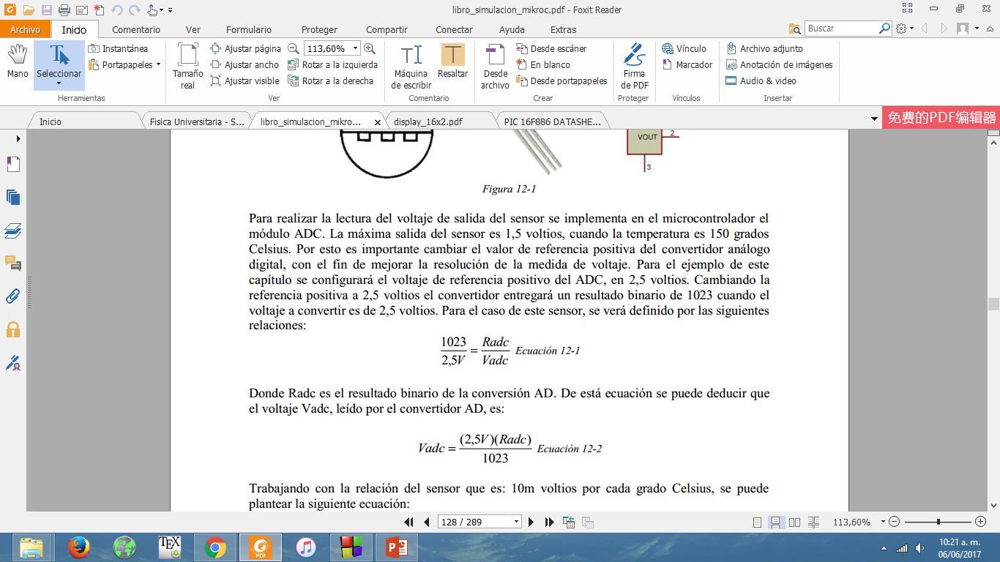 libro_simulacion_mikroc.pdf - Foxit Reader
Archivo Inicio Comentario Ver Formulario Proteger Compartir Conectar Ayuda Extras Buscar
Mano
Seleccionar
Instantánea
Portapapeles
Herramientas
Tamaño
real
Ajustar página
Ajustar ancho
Ajustar visible
113,60%
Rotar a la izquierda
Rotar a la derecha
Ver
Máquina
de escribir
Resaltar
Comentario
Desde
archivo
Desde escáner
En blanco
Desde portapapeles
Crear
Firma
de PDF
Proteger
Vínculo
Marcador
Vínculos
Archivo adjunto
Anotación de imágenes
Audio & video
Insertar
Inicio
Fisica Universitaria - S...
libro_simulacion_mikro...
display_16x2.pdf
PIC 16F886 DATASHE...
免费的PDF编辑器
VOUT
2
3
Figura 12-1
Para realizar la lectura del voltaje de salida del sensor se implementa en el microcontrolador el
módulo ADC. La máxima salida del sensor es 1,5 voltios, cuando la temperatura es 150 grados
Celsius. Por esto es importante cambiar el valor de referencia positiva del convertidor análogo
digital, con el fin de mejorar la resolución de la medida de voltaje. Para el ejemplo de este
capítulo se configurará el voltaje de referencia positivo del ADC, en 2,5 voltios. Cambiando la
referencia positiva a 2,5 voltios el convertidor entregará un resultado binario de 1023 cuando el
voltaje a convertir es de 2,5 voltios. Para el caso de este sensor, se verá definido por las siguientes
relaciones:
1023/2,5V = Radc/Vadc Ecuación 12-1
Donde Radc es el resultado binario de la conversión AD. De está ecuación se puede deducir que
el voltaje Vadc, leído por el convertidor AD, es:
Vadc = (2,5V)(Radc)/1023 Ecuación 12-2
Trabajando con la relación del sensor que es: 10m voltios por cada grado Celsius, se puede
plantear la siguiente ecuación:
128 / 289
113,60%
TEX
PDF
10:21 a. m.
06/06/2017